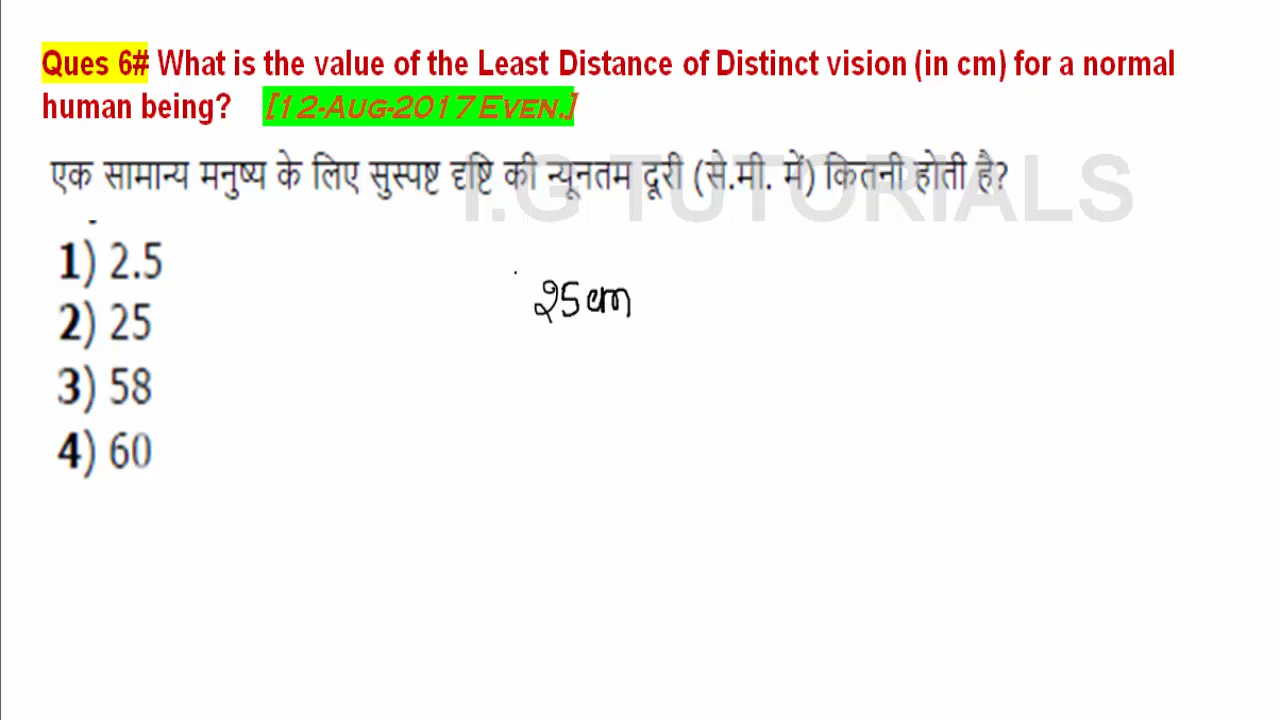 Ques 6# What is the value of the Least Distance of Distinct vision (in cm) for a normal
human being? [12-Aug-2017 Even.]
एक सामान्य मनुष्य के लिए सुस्पष्ट दृष्टि की न्यूनतम दूरी (से.मी. में) कितनी होती है?
I.G TUTORIALS
1) 2.5
25 cm
2) 25
3) 58
4) 60